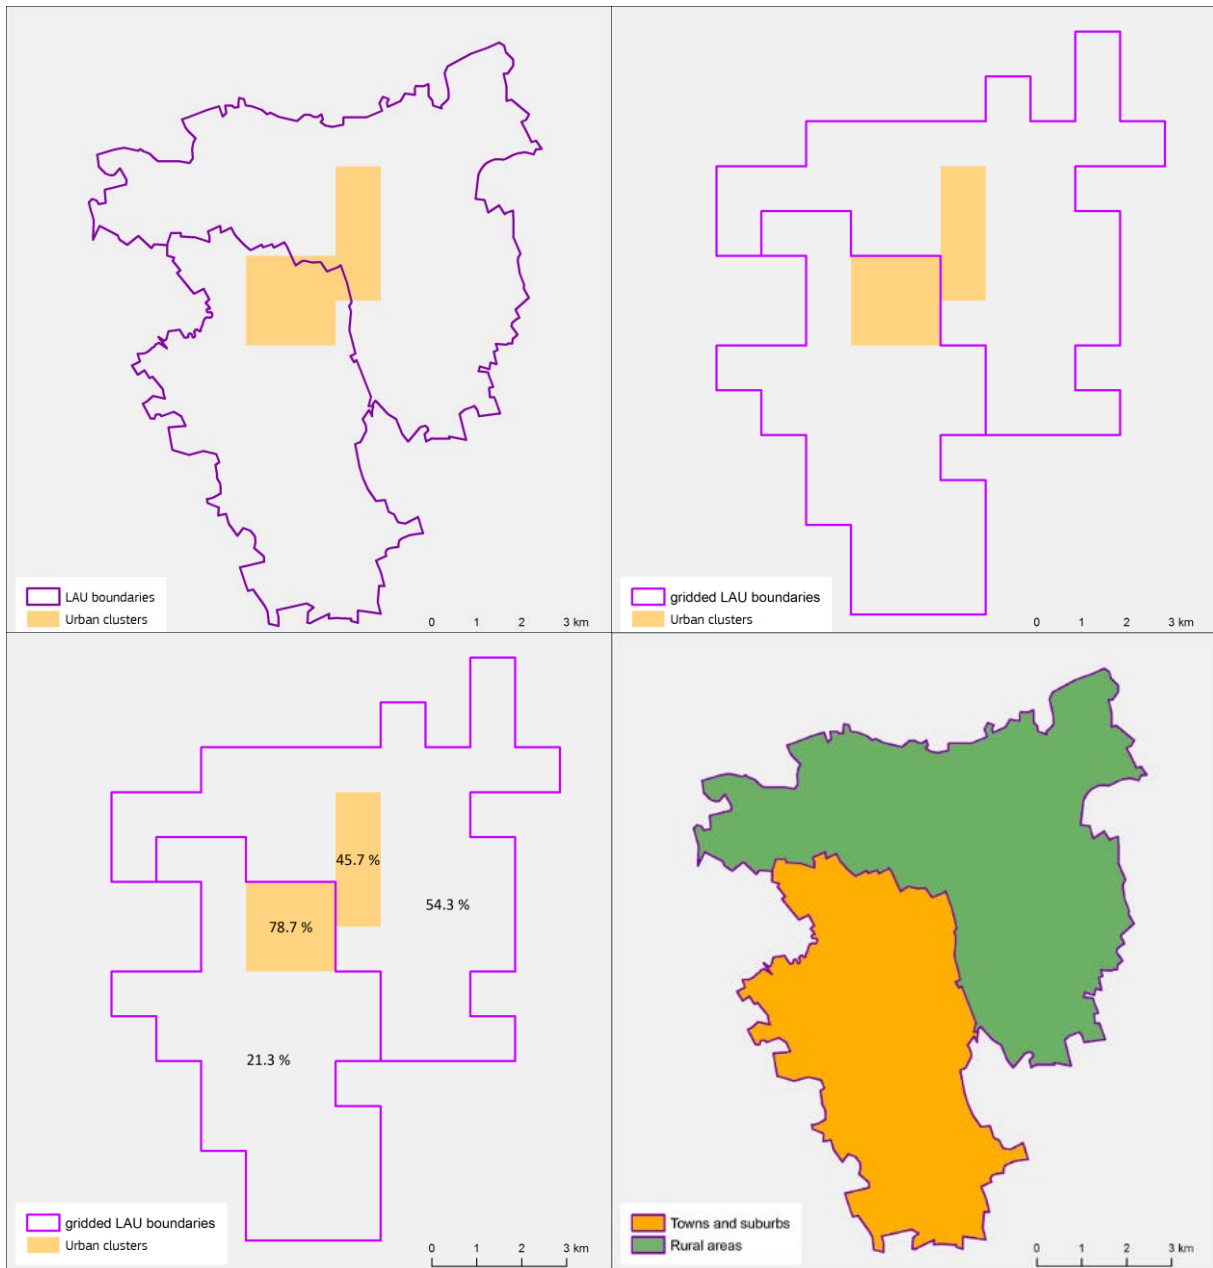 LAU boundaries
Urban clusters
0 1 2 3 km
gridded LAU boundaries
Urban clusters
0 1 2 3 km
45.7 %
54.3 %
78.7 %
21.3 %
gridded LAU boundaries
Urban clusters
0 1 2 3 km
Towns and suburbs
Rural areas
0 1 2 3 km